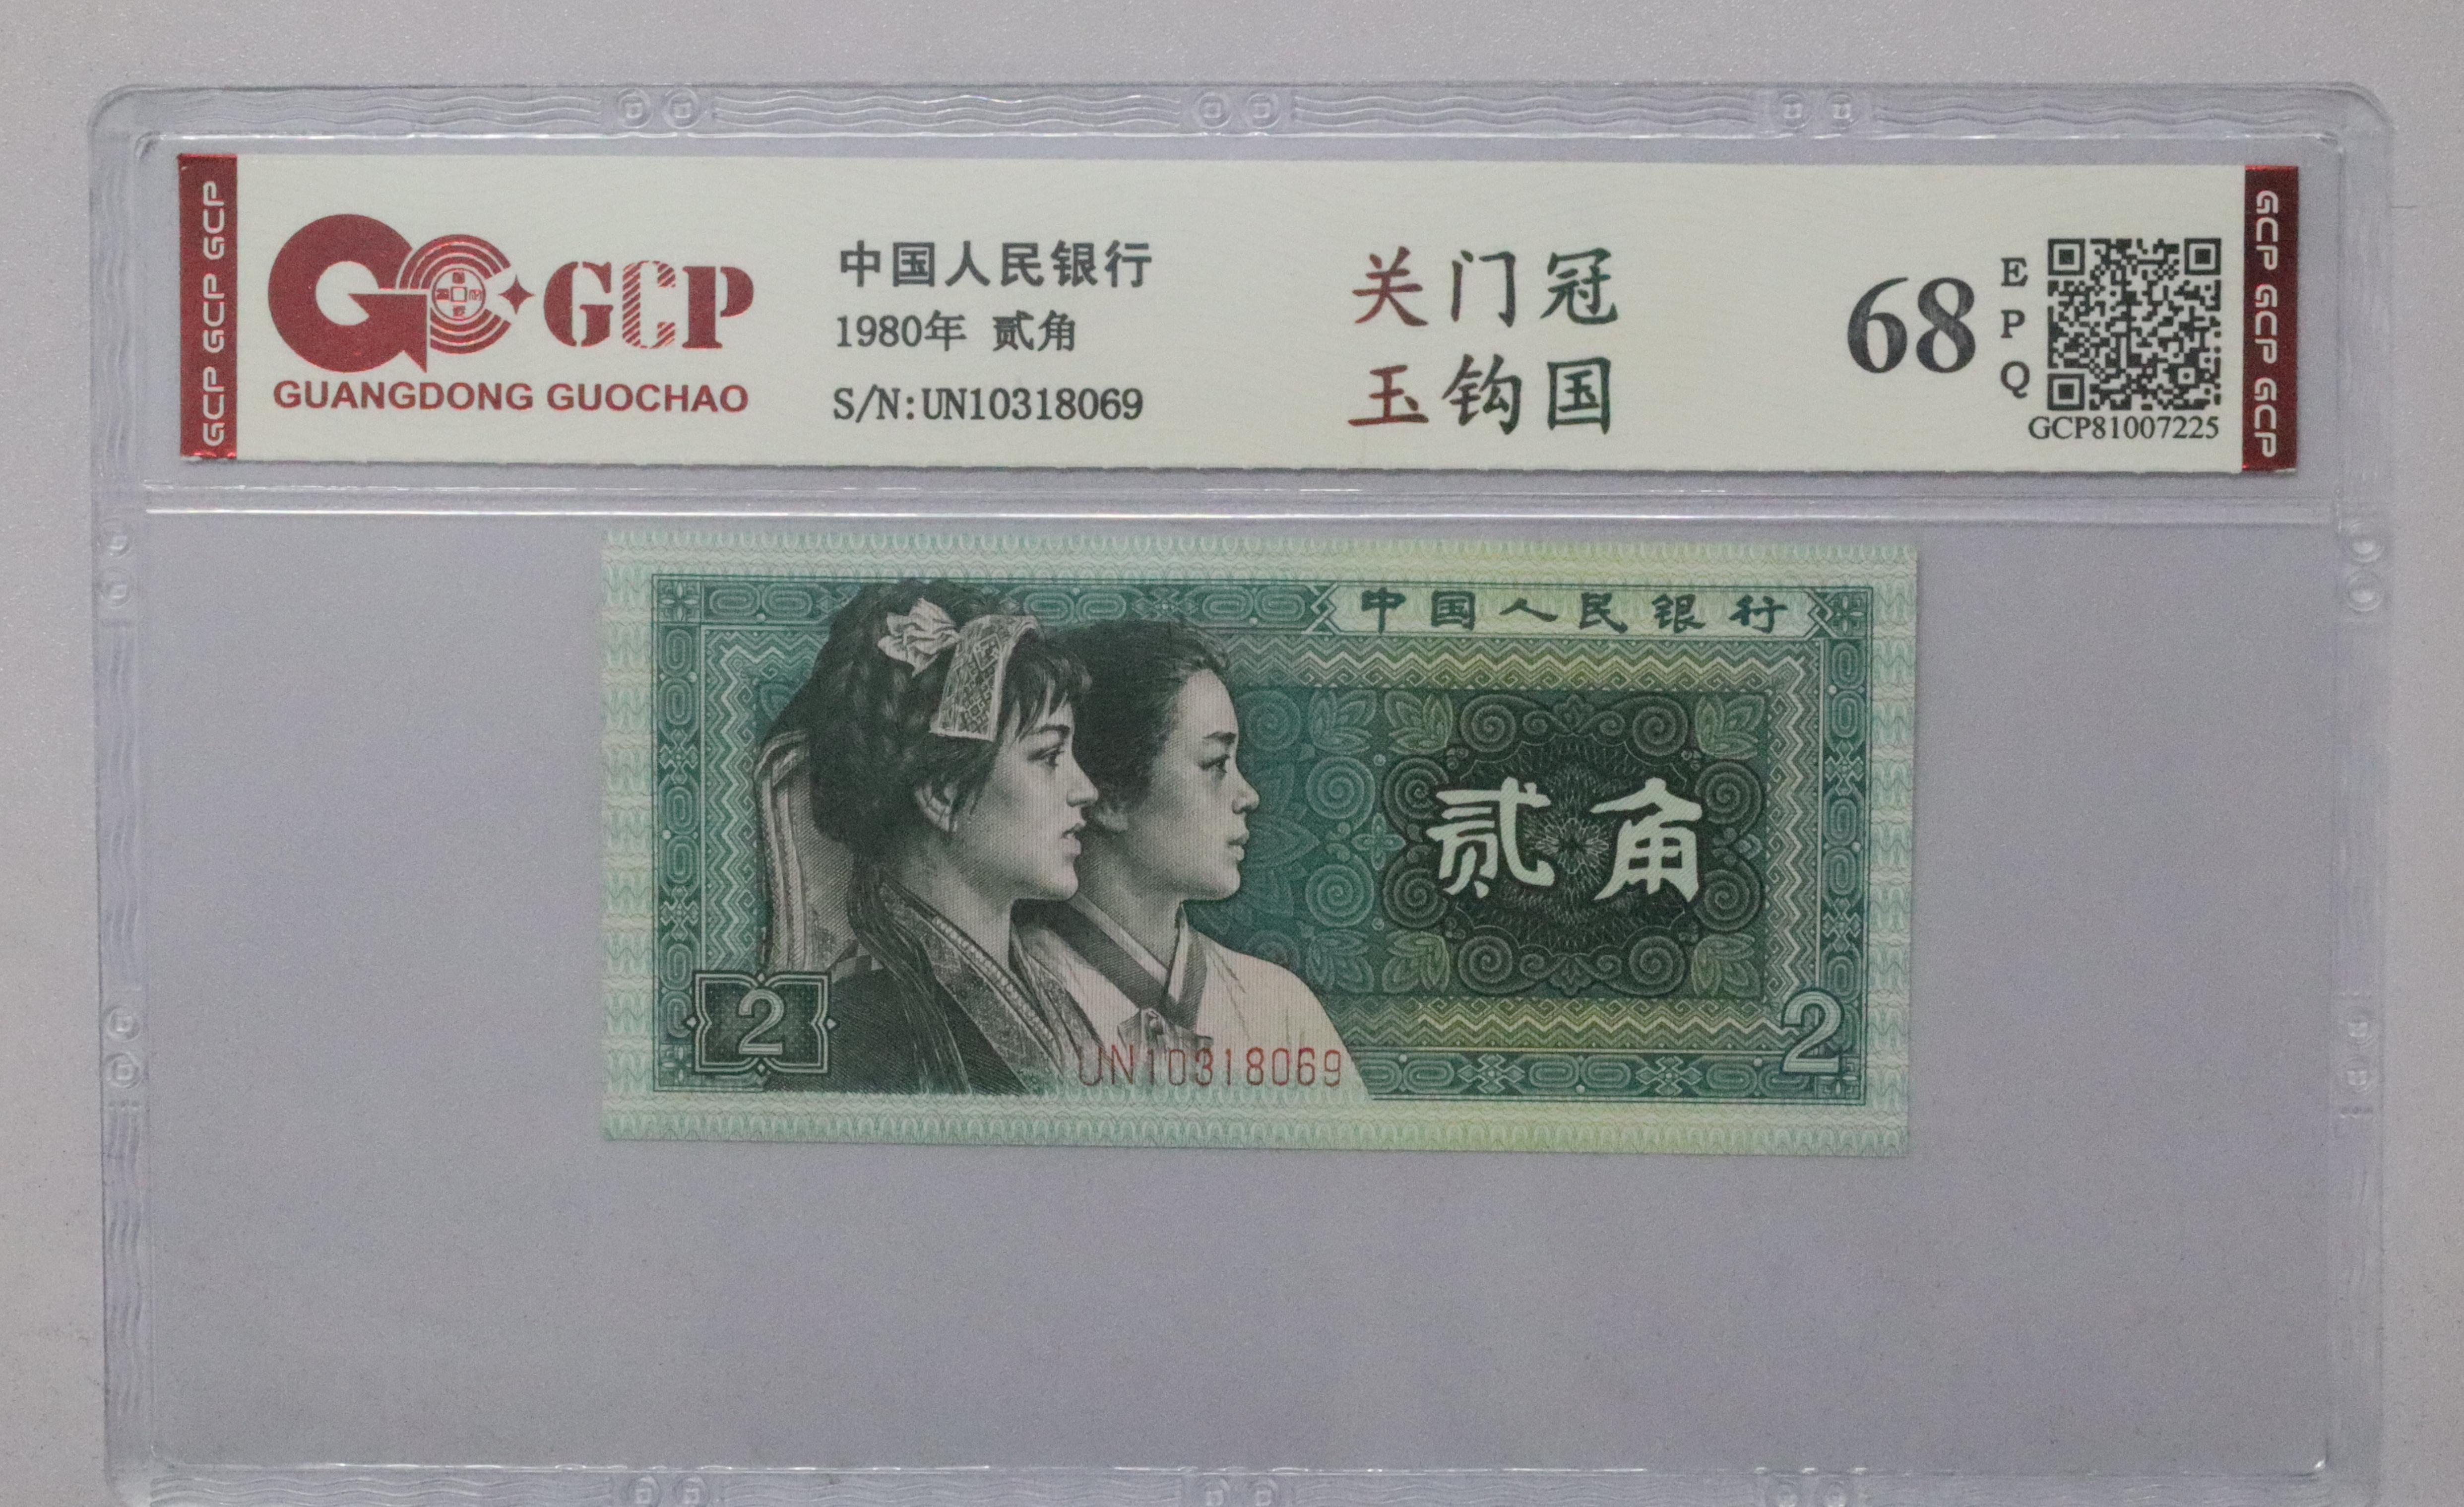 GCP GCP GCP
GCP
GUANGDONG GUOCHAO
中国人民银行
1980年 贰角
S/N:UN10318069
关门冠
玉钩国
68
E
P
Q
GCP81007225
GCP GCP GCP
中国人民银行
贰角
2
2
UN10318069